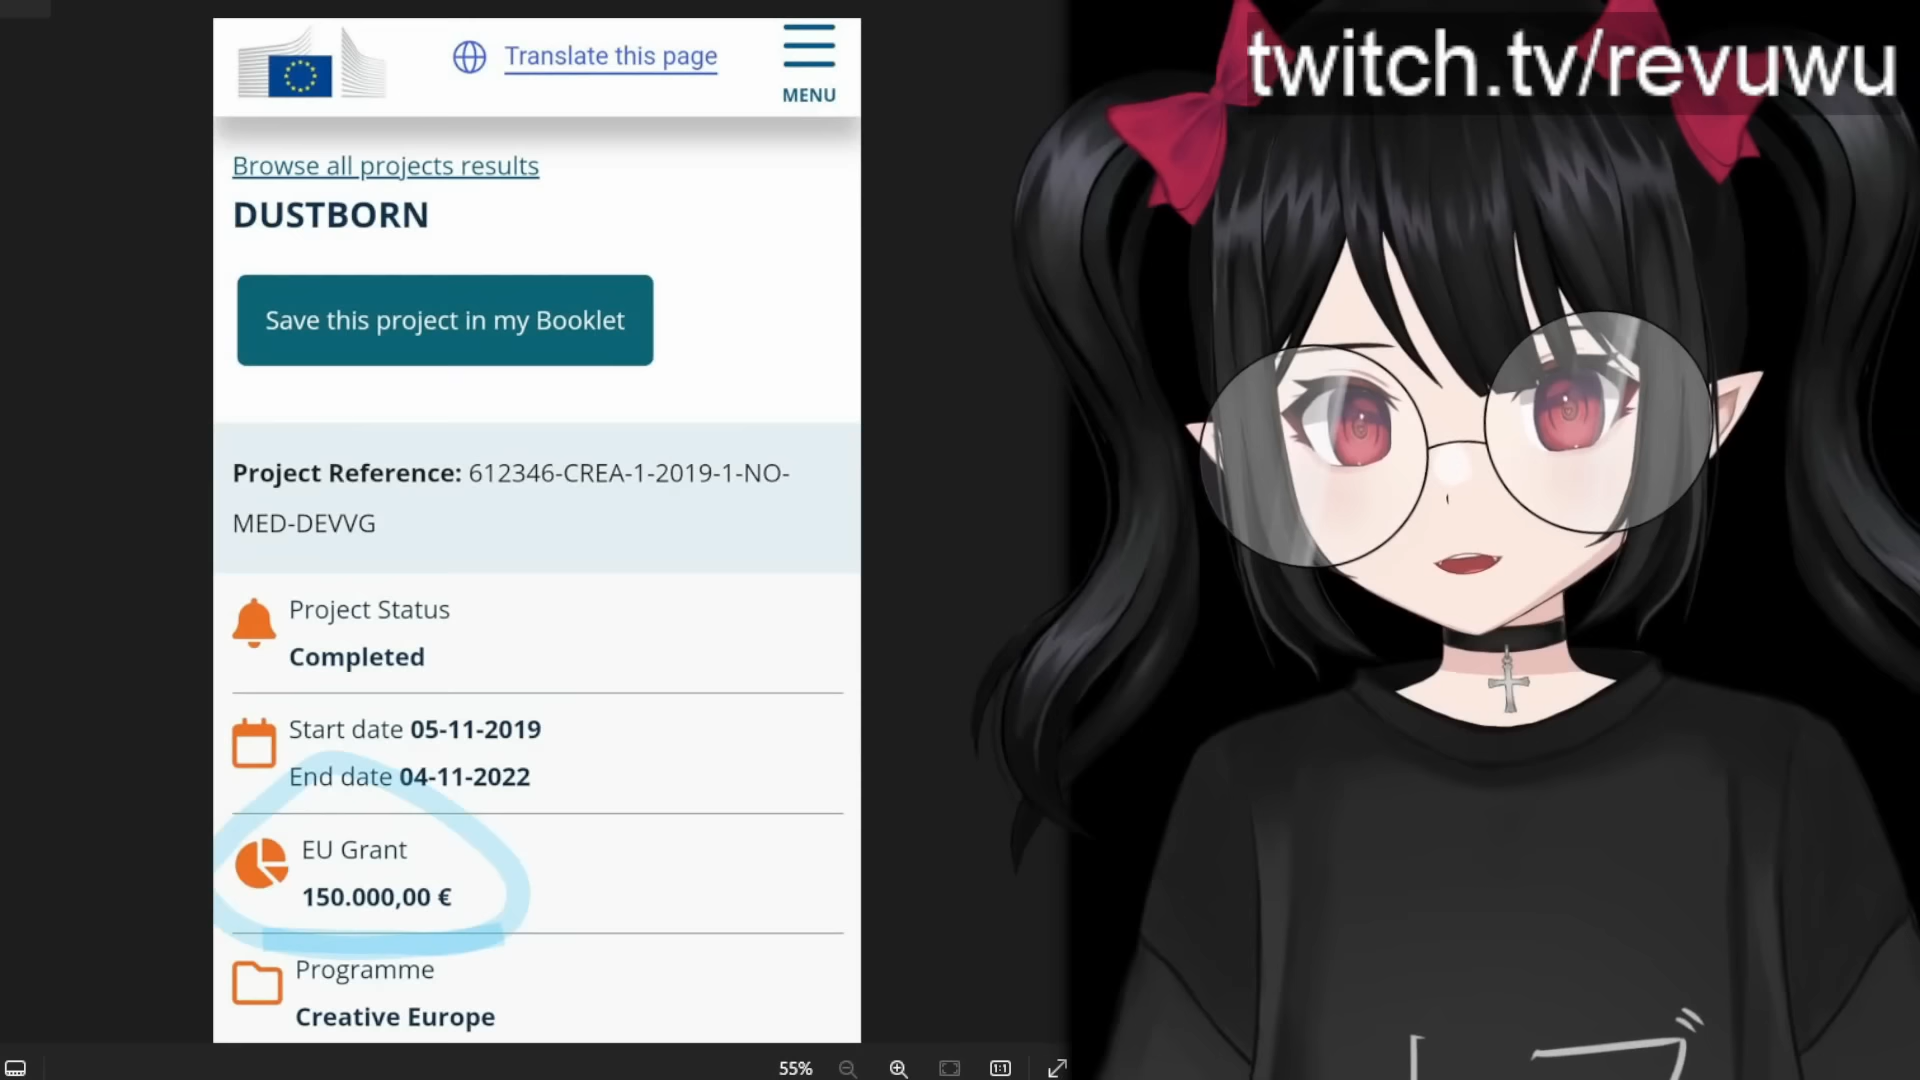 twitch.tv/revuwu
Translate this page
MENU
Browse all projects results
DUSTBORN
Save this project in my Booklet
Project Reference: 612346-CREA-1-2019-1-NO-
MED-DEVVG
Project Status
Completed
Start date 05-11-2019
End date 04-11-2022
EU Grant
150.000,00 €
Programme
Creative Europe
55%
1:1